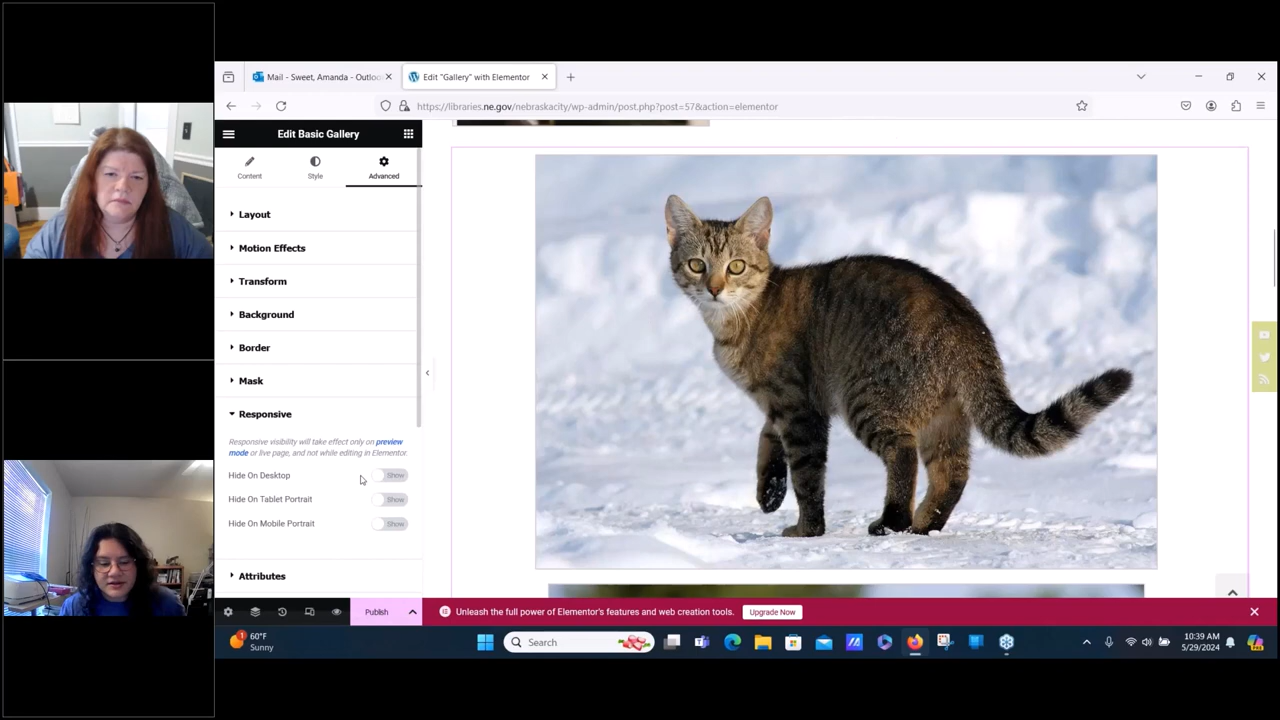 Mail - Sweet, Amanda - Outloo
Edit "Gallery" with Elementor
https://libraries.ne.gov/nebraskacity/wp-admin/post.php?post=57&action=elementor
Edit Basic Gallery
Content
Style
Advanced
Layout
Motion Effects
Transform
Background
Border
Mask
Responsive
Responsive visibility will take effect only on preview
mode or live page, and not while editing in Elementor.
Hide On Desktop
Show
Hide On Tablet Portrait
Show
Hide On Mobile Portrait
Show
Attributes
Publish
Unleash the full power of Elementor's features and web creation tools.
Upgrade Now
1
60°F
Sunny
Search
10:39 AM
5/29/2024